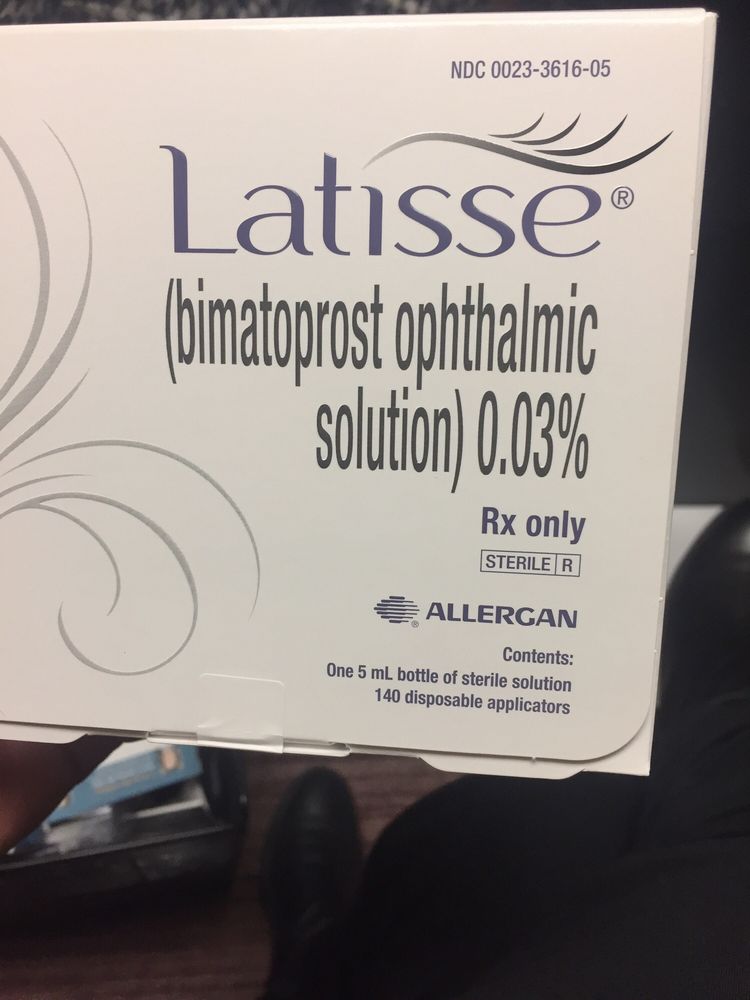 NDC 0023-3616-05
Latisse®
(bimatoprost ophthalmic
solution) 0.03%
Rx only
STERILE R
® ALLERGAN
Contents:
One 5 mL bottle of sterile solution
140 disposable applicators